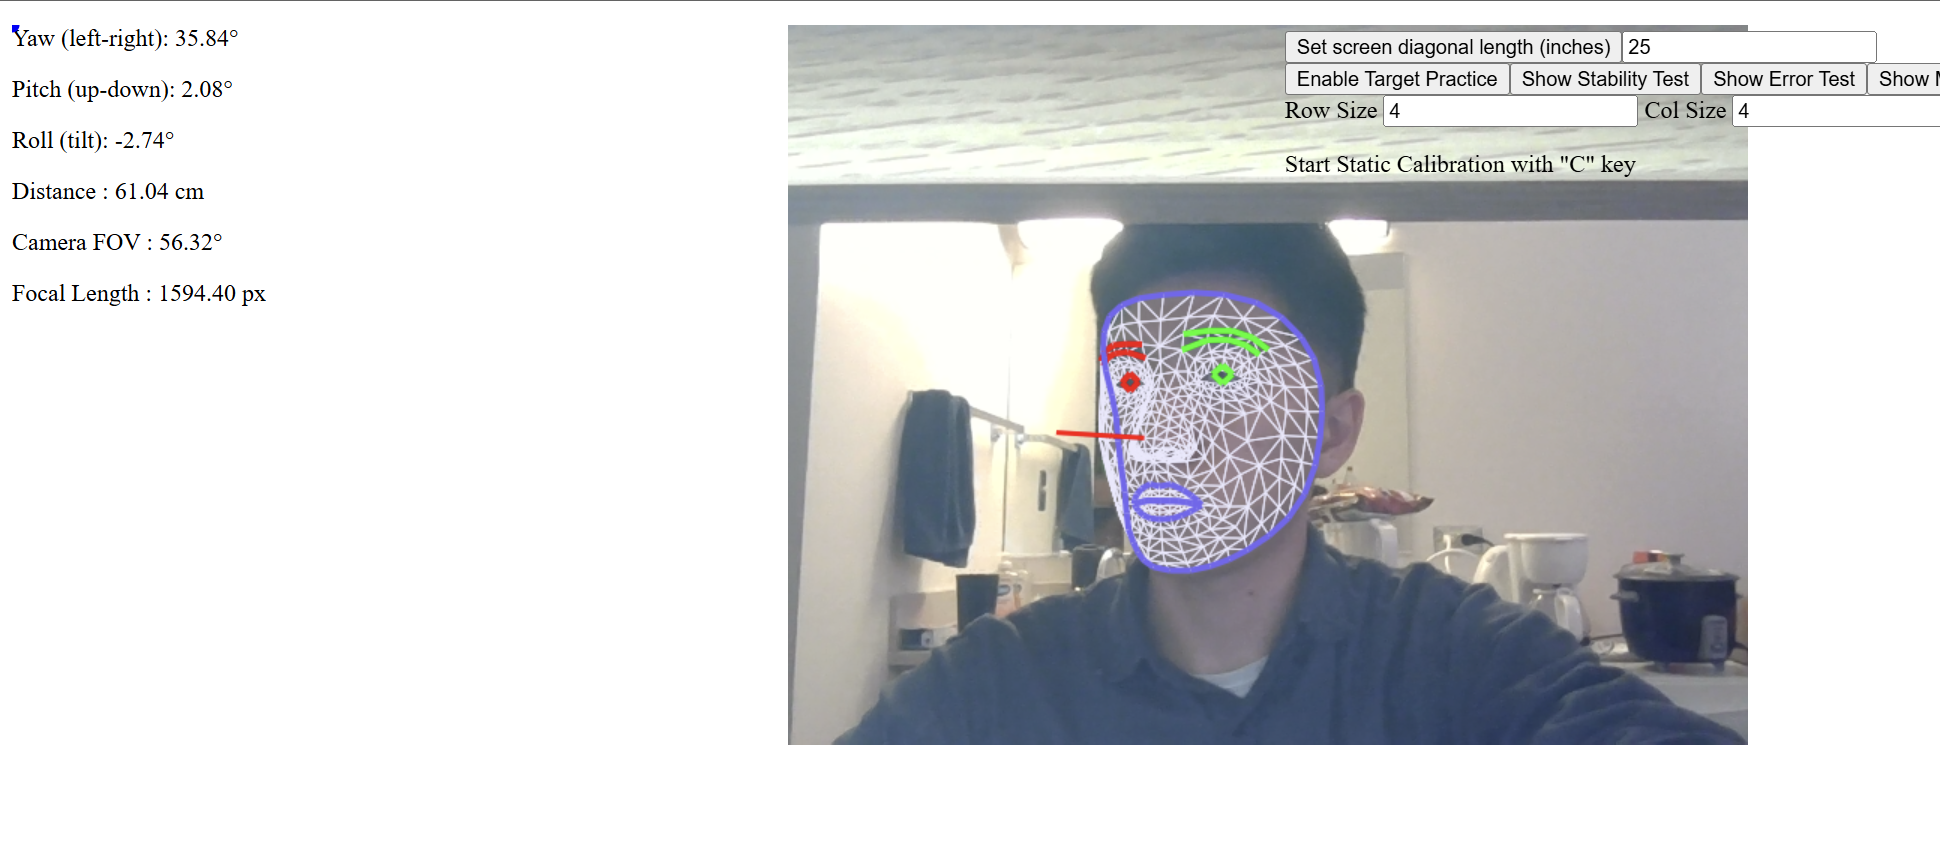 Yaw (left-right): 35.84°
Pitch (up-down): 2.08°
Roll (tilt): -2.74°
Distance : 61.04 cm
Camera FOV : 56.32°
Focal Length : 1594.40 px
Set screen diagonal length (inches) 25
Enable Target Practice Show Stability Test Show Error Test Show
Row Size 4 Col Size 4
Start Static Calibration with "C" key